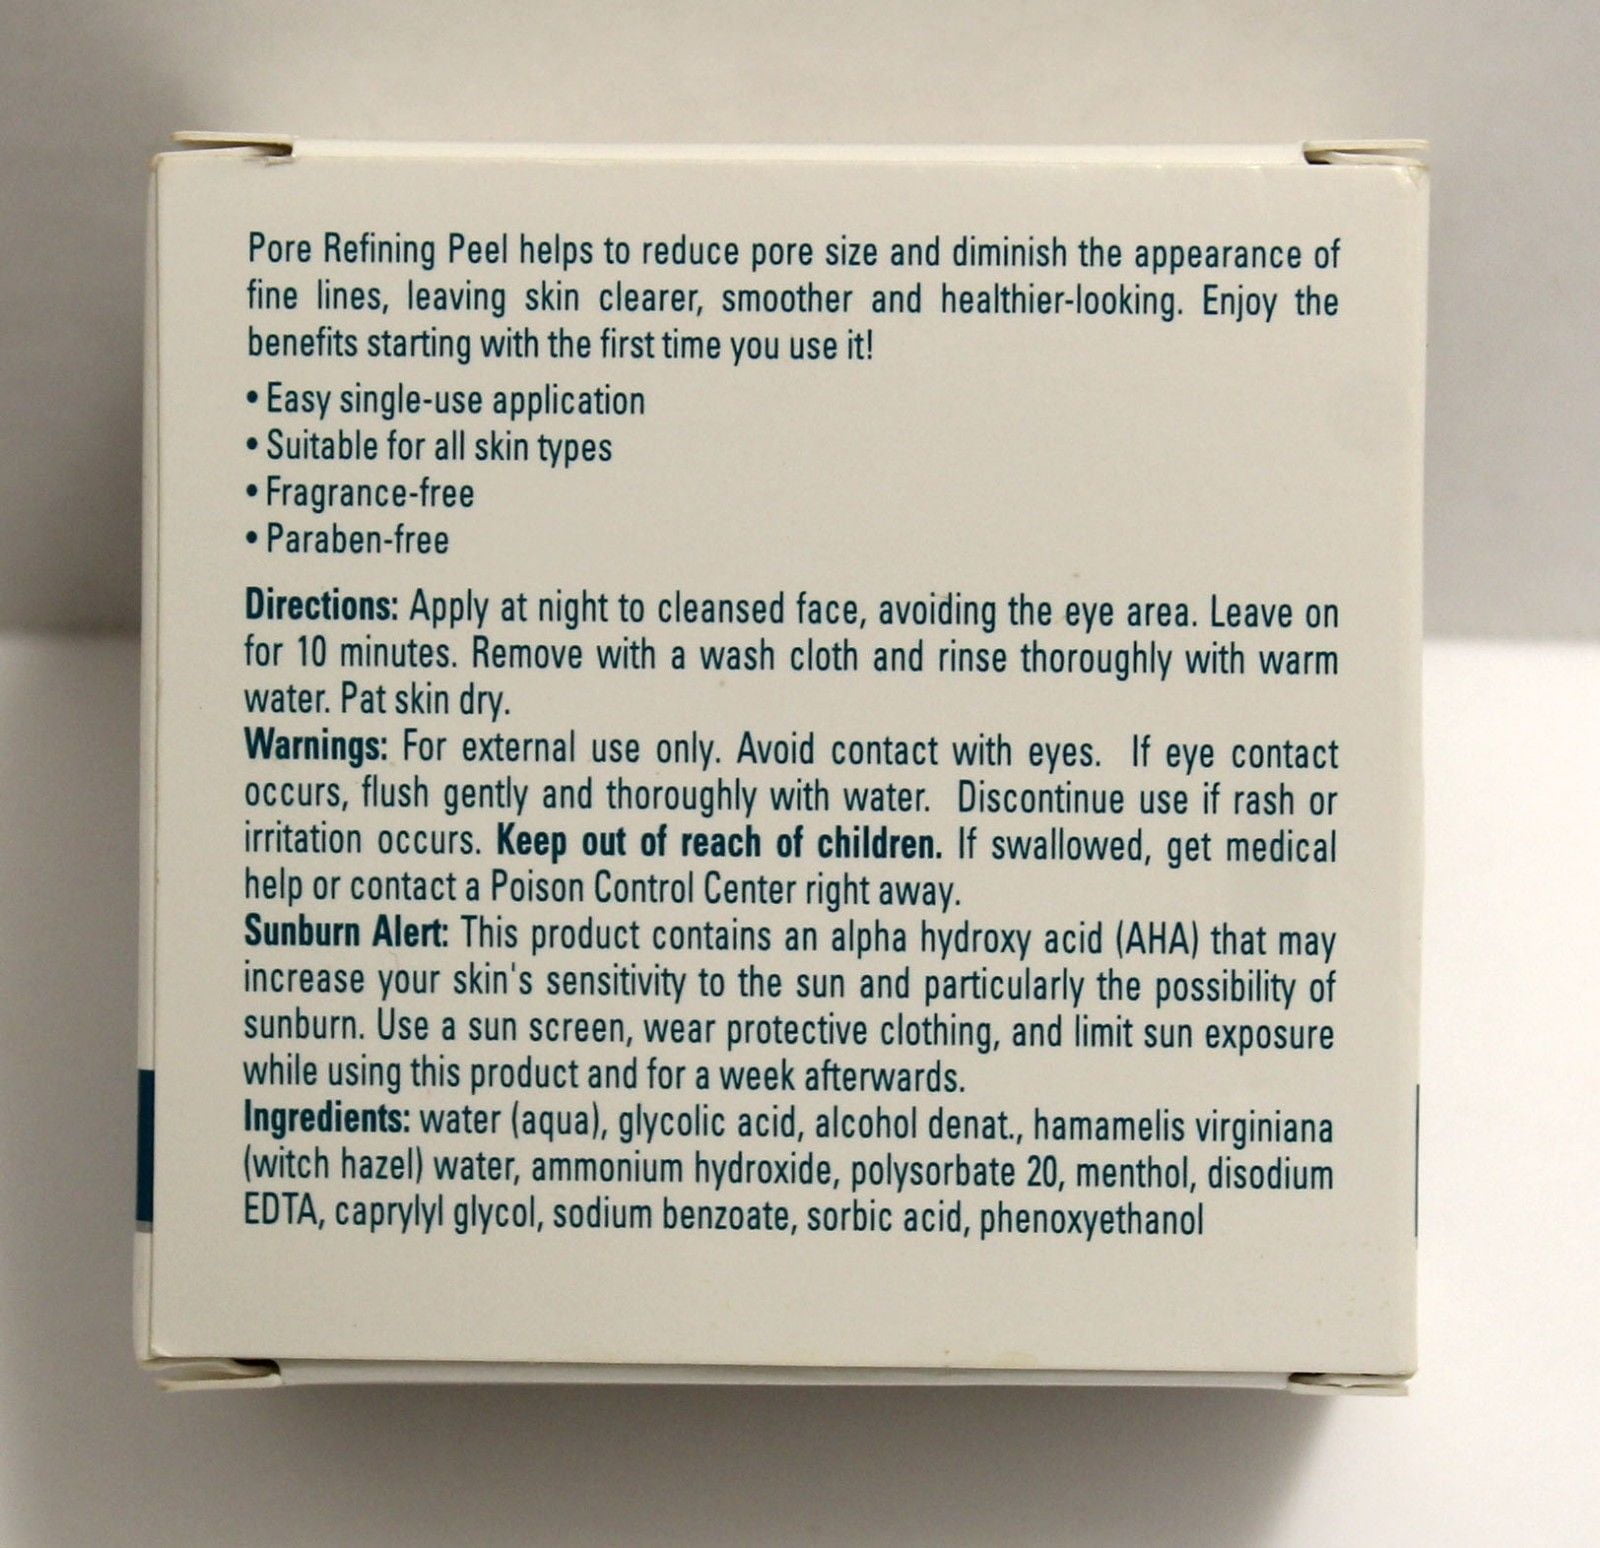 Pore Refining Peel helps to reduce pore size and diminish the appearance of
fine lines, leaving skin clearer, smoother and healthier-looking. Enjoy the
benefits starting with the first time you use it!
• Easy single-use application
• Suitable for all skin types
• Fragrance-free
• Paraben-free
Directions: Apply at night to cleansed face, avoiding the eye area. Leave on
for 10 minutes. Remove with a wash cloth and rinse thoroughly with warm
water. Pat skin dry.
Warnings: For external use only. Avoid contact with eyes. If eye contact
occurs, flush gently and thoroughly with water. Discontinue use if rash or
irritation occurs. Keep out of reach of children. If swallowed, get medical
help or contact a Poison Control Center right away.
Sunburn Alert: This product contains an alpha hydroxy acid (AHA) that may
increase your skin's sensitivity to the sun and particularly the possibility of
sunburn. Use a sun screen, wear protective clothing, and limit sun exposure
while using this product and for a week afterwards.
Ingredients: water (aqua), glycolic acid, alcohol denat., hamamelis virginiana
(witch hazel) water, ammonium hydroxide, polysorbate 20, menthol, disodium
EDTA, caprylyl glycol, sodium benzoate, sorbic acid, phenoxyethanol